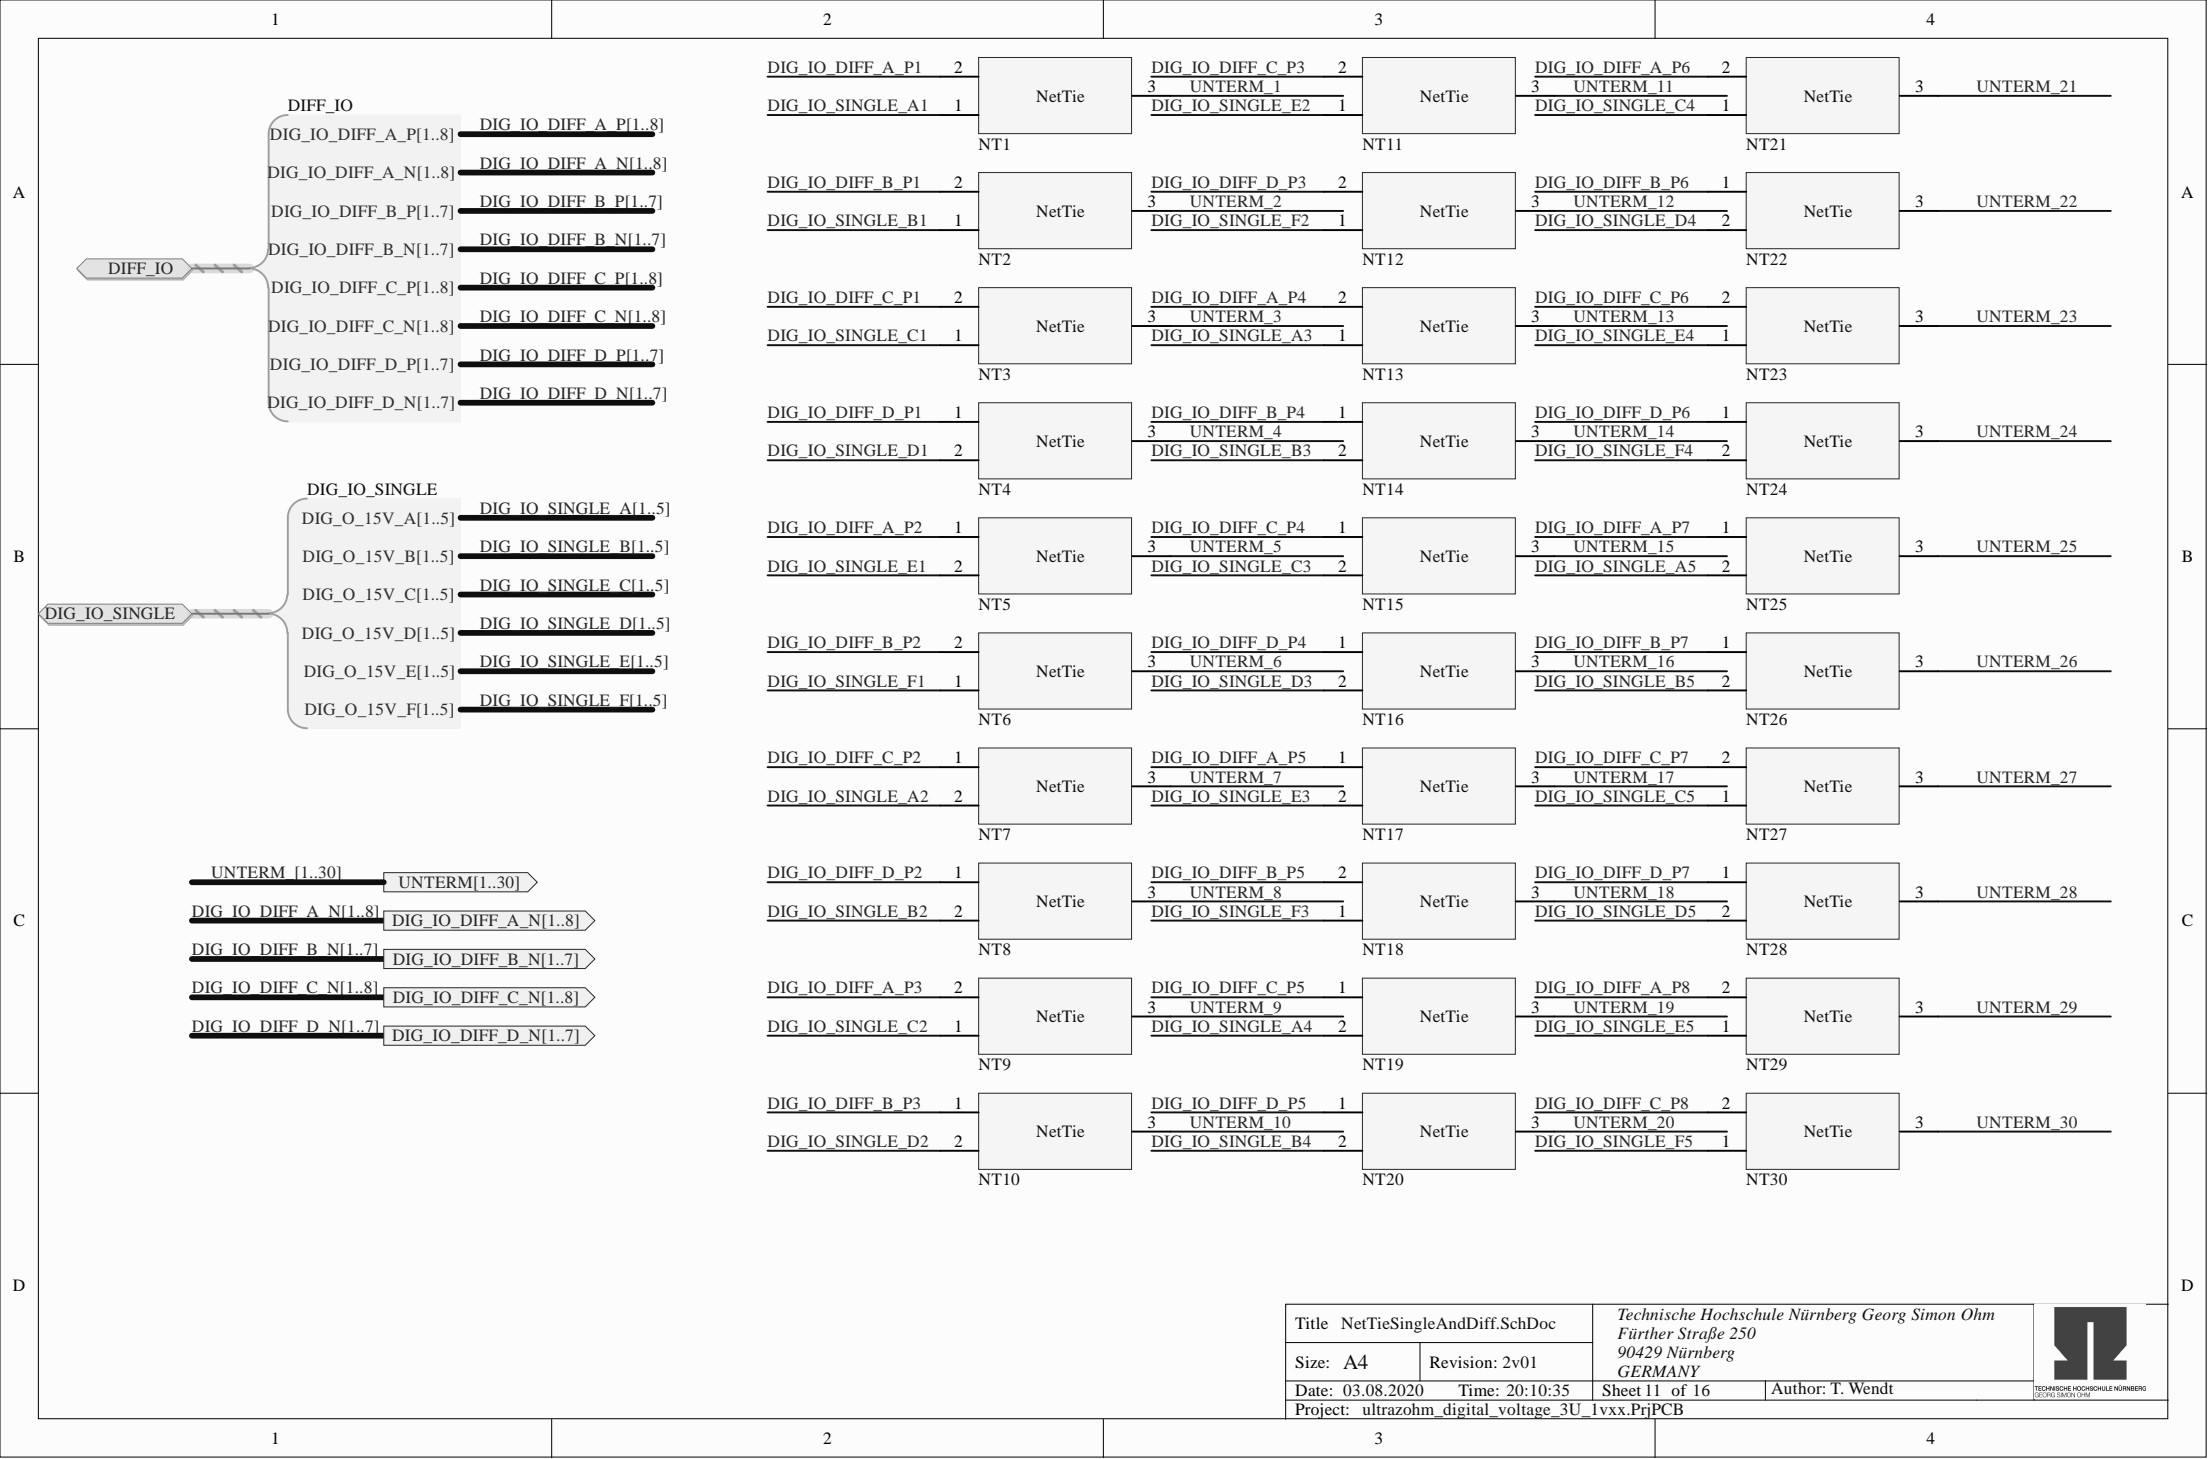 1 2 3 4
A
B
C
D
A
B
C
D
DIFF_IO
DIFF_IO
DIG_IO_DIFF_A_P[1..8] DIG_IO_DIFF_A_P[1..8]
DIG_IO_DIFF_A_N[1..8] DIG_IO_DIFF_A_N[1..8]
DIG_IO_DIFF_B_P[1..7] DIG_IO_DIFF_B_P[1..7]
DIG_IO_DIFF_B_N[1..7] DIG_IO_DIFF_B_N[1..7]
DIG_IO_DIFF_C_P[1..8] DIG_IO_DIFF_C_P[1..8]
DIG_IO_DIFF_C_N[1..8] DIG_IO_DIFF_C_N[1..8]
DIG_IO_DIFF_D_P[1..7] DIG_IO_DIFF_D_P[1..7]
DIG_IO_DIFF_D_N[1..7] DIG_IO_DIFF_D_N[1..7]
DIG_IO_SINGLE
DIG_IO_SINGLE
DIG_O_15V_A[1..5] DIG_IO_SINGLE_A[1..5]
DIG_O_15V_B[1..5] DIG_IO_SINGLE_B[1..5]
DIG_O_15V_C[1..5] DIG_IO_SINGLE_C[1..5]
DIG_O_15V_D[1..5] DIG_IO_SINGLE_D[1..5]
DIG_O_15V_E[1..5] DIG_IO_SINGLE_E[1..5]
DIG_O_15V_F[1..5] DIG_IO_SINGLE_F[1..5]
UNTERM_[1..30] UNTERM[1..30]
DIG_IO_DIFF_A_N[1..8] DIG_IO_DIFF_A_N[1..8]
DIG_IO_DIFF_B_N[1..7] DIG_IO_DIFF_B_N[1..7]
DIG_IO_DIFF_C_N[1..8] DIG_IO_DIFF_C_N[1..8]
DIG_IO_DIFF_D_N[1..7] DIG_IO_DIFF_D_N[1..7]
DIG_IO_DIFF_A_P1 2 DIG_IO_DIFF_C_P3 2 DIG_IO_DIFF_A_P6 2
NetTie 3 UNTERM_1 NetTie 3 UNTERM_11 NetTie 3 UNTERM_21
DIG_IO_SINGLE_A1 1 DIG_IO_SINGLE_E2 1 DIG_IO_SINGLE_C4 1
NT1 NT11 NT21
DIG_IO_DIFF_B_P1 2 DIG_IO_DIFF_D_P3 2 DIG_IO_DIFF_B_P6 1
NetTie 3 UNTERM_2 NetTie 3 UNTERM_12 NetTie 3 UNTERM_22
DIG_IO_SINGLE_B1 1 DIG_IO_SINGLE_F2 1 DIG_IO_SINGLE_D4 2
NT2 NT12 NT22
DIG_IO_DIFF_C_P1 2 DIG_IO_DIFF_A_P4 2 DIG_IO_DIFF_C_P6 2
NetTie 3 UNTERM_3 NetTie 3 UNTERM_13 NetTie 3 UNTERM_23
DIG_IO_SINGLE_C1 1 DIG_IO_SINGLE_A3 1 DIG_IO_SINGLE_E4 1
NT3 NT13 NT23
DIG_IO_DIFF_D_P1 1 DIG_IO_DIFF_B_P4 1 DIG_IO_DIFF_D_P6 1
NetTie 3 UNTERM_4 NetTie 3 UNTERM_14 NetTie 3 UNTERM_24
DIG_IO_SINGLE_D1 2 DIG_IO_SINGLE_B3 2 DIG_IO_SINGLE_F4 2
NT4 NT14 NT24
DIG_IO_DIFF_A_P2 1 DIG_IO_DIFF_C_P4 1 DIG_IO_DIFF_A_P7 1
NetTie 3 UNTERM_5 NetTie 3 UNTERM_15 NetTie 3 UNTERM_25
DIG_IO_SINGLE_E1 2 DIG_IO_SINGLE_C3 2 DIG_IO_SINGLE_A5 2
NT5 NT15 NT25
DIG_IO_DIFF_B_P2 2 DIG_IO_DIFF_D_P4 1 DIG_IO_DIFF_B_P7 1
NetTie 3 UNTERM_6 NetTie 3 UNTERM_16 NetTie 3 UNTERM_26
DIG_IO_SINGLE_F1 1 DIG_IO_SINGLE_D3 2 DIG_IO_SINGLE_B5 2
NT6 NT16 NT26
DIG_IO_DIFF_C_P2 1 DIG_IO_DIFF_A_P5 1 DIG_IO_DIFF_C_P7 2
NetTie 3 UNTERM_7 NetTie 3 UNTERM_17 NetTie 3 UNTERM_27
DIG_IO_SINGLE_A2 2 DIG_IO_SINGLE_E3 2 DIG_IO_SINGLE_C5 1
NT7 NT17 NT27
DIG_IO_DIFF_D_P2 1 DIG_IO_DIFF_B_P5 2 DIG_IO_DIFF_D_P7 1
NetTie 3 UNTERM_8 NetTie 3 UNTERM_18 NetTie 3 UNTERM_28
DIG_IO_SINGLE_B2 2 DIG_IO_SINGLE_F3 1 DIG_IO_SINGLE_D5 2
NT8 NT18 NT28
DIG_IO_DIFF_A_P3 2 DIG_IO_DIFF_C_P5 1 DIG_IO_DIFF_A_P8 2
NetTie 3 UNTERM_9 NetTie 3 UNTERM_19 NetTie 3 UNTERM_29
DIG_IO_SINGLE_C2 1 DIG_IO_SINGLE_A4 2 DIG_IO_SINGLE_E5 1
NT9 NT19 NT29
DIG_IO_DIFF_B_P3 1 DIG_IO_DIFF_D_P5 1 DIG_IO_DIFF_C_P8 2
NetTie 3 UNTERM_10 NetTie 3 UNTERM_20 NetTie 3 UNTERM_30
DIG_IO_SINGLE_D2 2 DIG_IO_SINGLE_B4 2 DIG_IO_SINGLE_F5 1
NT10 NT20 NT30
Title NetTieSingleAndDiff.SchDoc
Size: A4 Revision: 2v01
Date: 03.08.2020 Time: 20:10:35 Sheet 11 of 16 Author: T. Wendt
Project: ultrazohm_digital_voltage_3U_1vxx.PrjPCB
Technische Hochschule Nürnberg Georg Simon Ohm
Fürther Straße 250
90429 Nürnberg
GERMANY
TECHNISCHE HOCHSCHULE NÜRNBERG
GEORG SIMON OHM
1 2 3 4